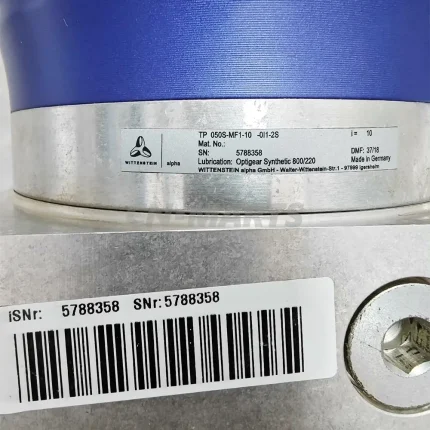 TP 050S-MF1-10 -0I1-2S i = 10
Mat. No.:
SN: 5788358 DMF: 37/18
Lubrication: Optigear Synthetic 800/220 Made in Germany
WITTENSTEIN alpha GmbH - Walter-Wittenstein-Str.1 - 97999 Igersheim
WITTENSTEIN alpha
iSNr: 5788358 SNr:5788358